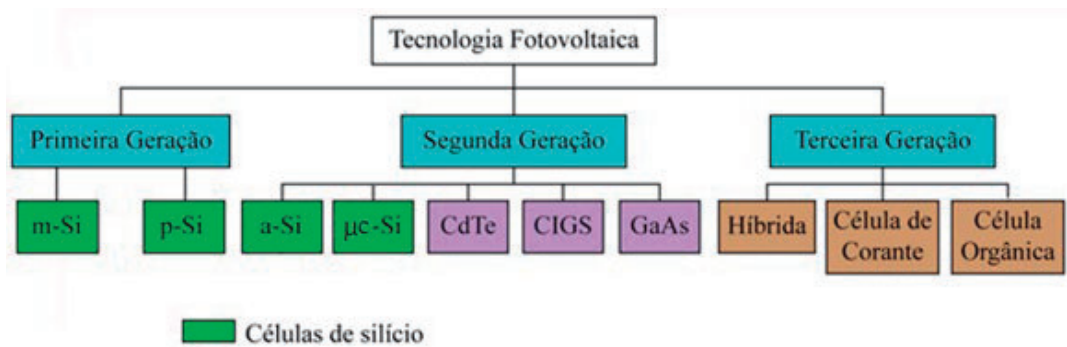 Tecnologia Fotovoltaica
Primeira Geração
Segunda Geração
Terceira Geração
m-Si
p-Si
a-Si
µc-Si
CdTe
CIGS
GaAs
Híbrida
Célula de
Corante
Célula
Orgânica
Células de silício